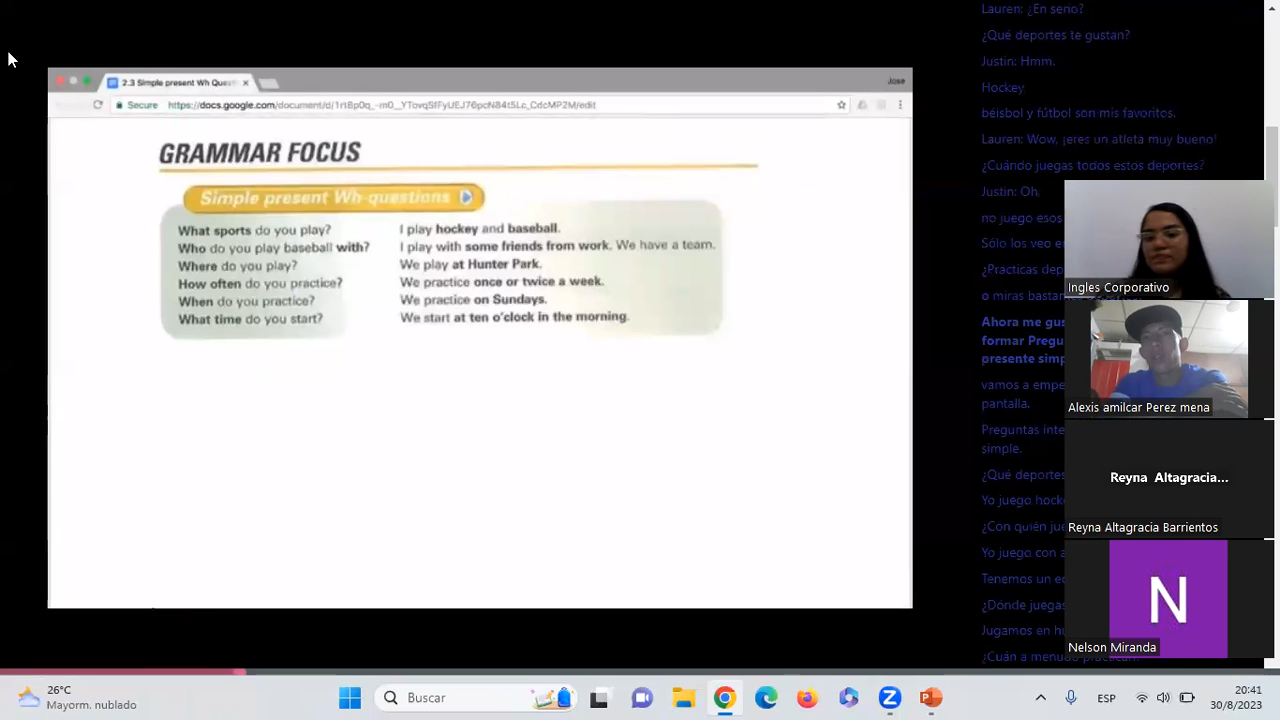 Lauren: ¿En serio?
¿Qué deportes te gustan?
Justin: Hmm.
Hockey,
béisbol y fútbol son mis favoritos.
Lauren: Wow, ¡eres un atleta muy bueno!
¿Cuándo juegas todos estos deportes?
Justin: Oh,
no juego esos
Sólo los veo en
¿Practicas dep
o miras bastan
Ahora me gus
formar Pregu
presente simp
vamos a empe
pantalla.
Preguntas inte
simple.
¿Qué deportes
Yo juego hock
¿Con quién jue
Yo juego con a
Tenemos un eq
¿Dónde juegas
Jugamos en hu
¿Cuán a menudo practican?
2.3 Simple present Wh Ques
Jose
Secure
GRAMMAR FOCUS
Simple present Wh-questions
What sports do you play? I play hockey and baseball.
Who do you play baseball with? I play with some friends from work. We have a team.
Where do you play? We play at Hunter Park.
How often do you practice? We practice once or twice a week.
When do you practice? We practice on Sundays.
What time do you start? We start at ten o'clock in the morning.
Ingles Corporativo
Alexis amilcar Perez mena
Reyna Altagracia...
Reyna Altagracia Barrientos
N
Nelson Miranda
26°C
Mayorm. nublado
Buscar
ESP
20:41
30/8/2023